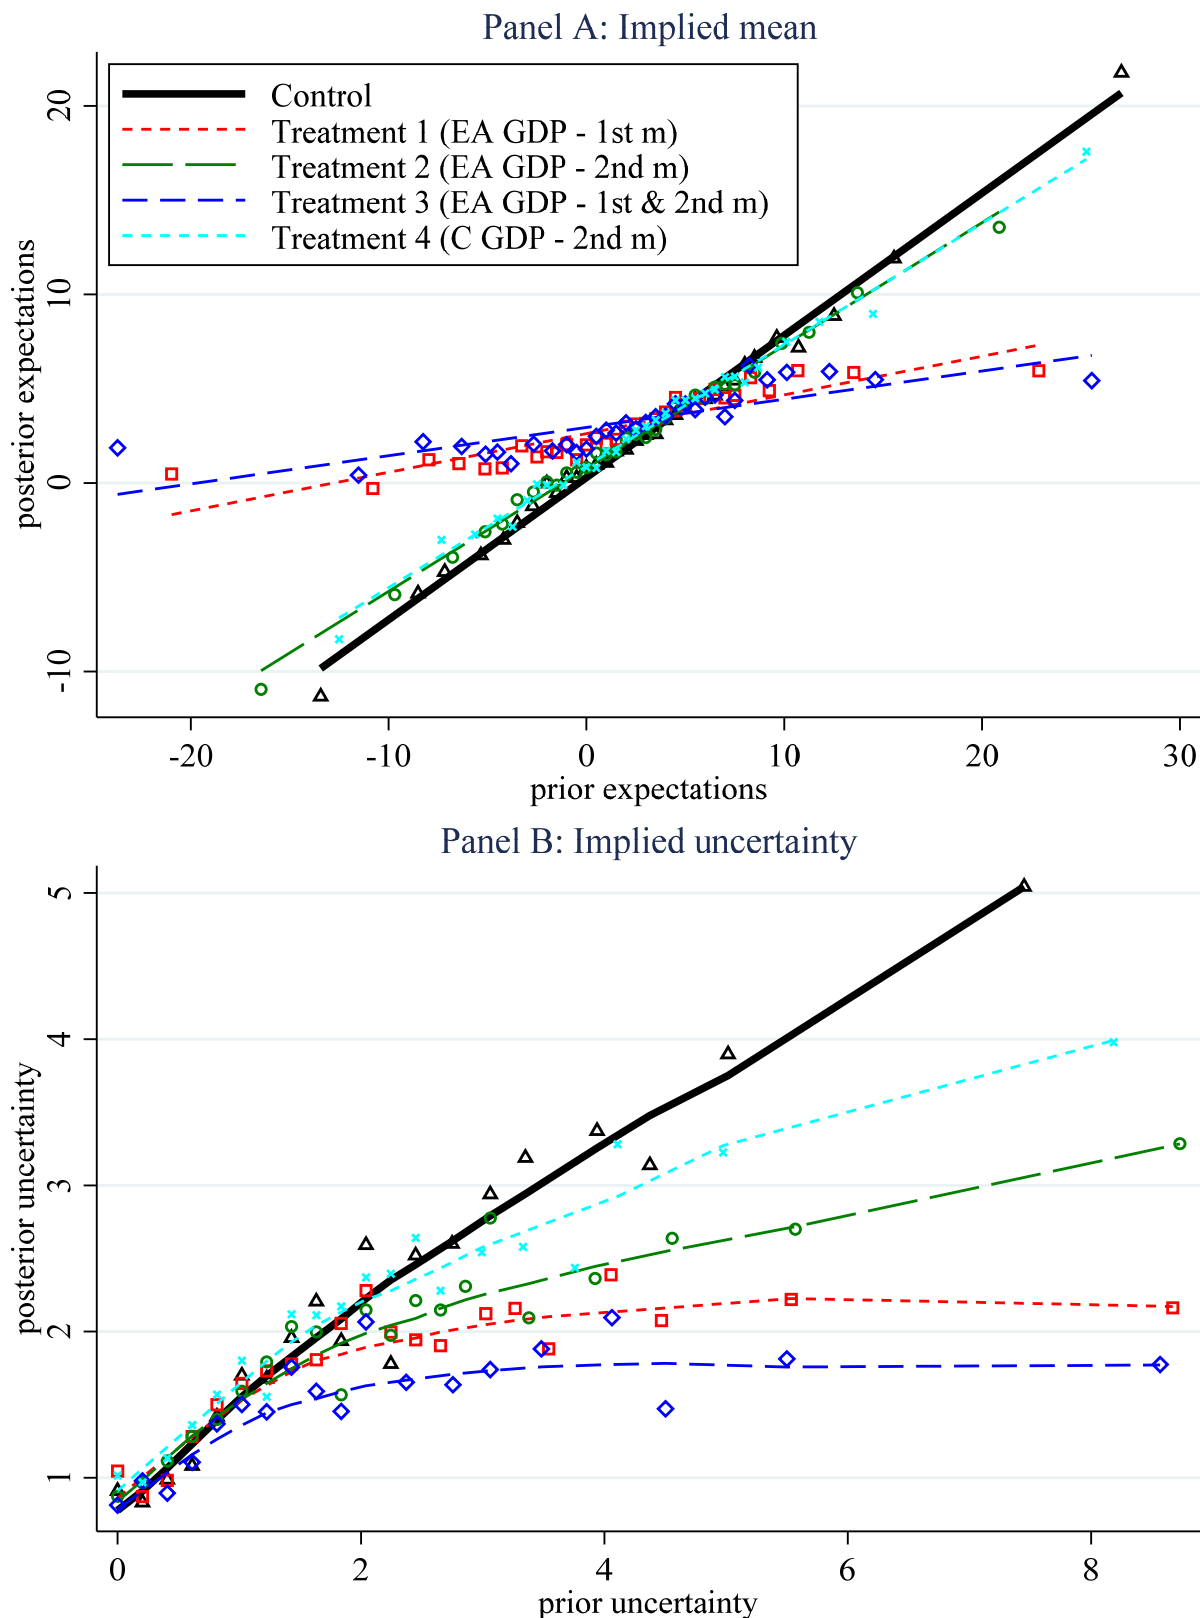 Panel A: Implied mean
Control
Treatment 1 (EA GDP - 1st m)
Treatment 2 (EA GDP - 2nd m)
Treatment 3 (EA GDP - 1st & 2nd m)
Treatment 4 (C GDP - 2nd m)
posterior expectations
20
10
0
-10
-20 -10 0 10 20 30
prior expectations
Panel B: Implied uncertainty
posterior uncertainty
5
4
3
2
1
0 2 4 6 8
prior uncertainty